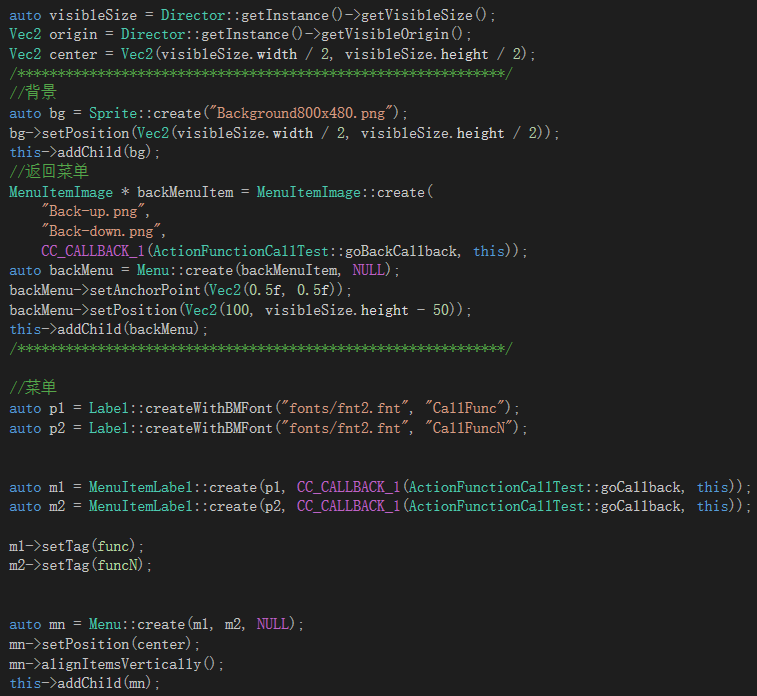 auto visibleSize = Director::getInstance()->getVisibleSize();
Vec2 origin = Director::getInstance()->getVisibleOrigin();
Vec2 center = Vec2(visibleSize.width / 2, visibleSize.height / 2);
/*************************************************************/
//背景
auto bg = Sprite::create("Background800x480.png");
bg->setPosition(Vec2(visibleSize.width / 2, visibleSize.height / 2));
this->addChild(bg);
//返回菜单
MenuItemImage * backMenuItem = MenuItemImage::create(
    "Back-up.png",
    "Back-down.png",
    CC_CALLBACK_1(ActionFunctionCallTest::goBackCallback, this));
auto backMenu = Menu::create(backMenuItem, NULL);
backMenu->setAnchorPoint(Vec2(0.5f, 0.5f));
backMenu->setPosition(Vec2(100, visibleSize.height - 50));
this->addChild(backMenu);
/*************************************************************/
//菜单
auto p1 = Label::createWithBMFont("fonts/fnt2.fnt", "CallFunc");
auto p2 = Label::createWithBMFont("fonts/fnt2.fnt", "CallFuncN");
auto m1 = MenuItemLabel::create(p1, CC_CALLBACK_1(ActionFunctionCallTest::goCallback, this));
auto m2 = MenuItemLabel::create(p2, CC_CALLBACK_1(ActionFunctionCallTest::goCallback, this));
m1->setTag(func);
m2->setTag(funcN);
auto mn = Menu::create(m1, m2, NULL);
mn->setPosition(center);
mn->alignItemsVertically();
this->addChild(mn);